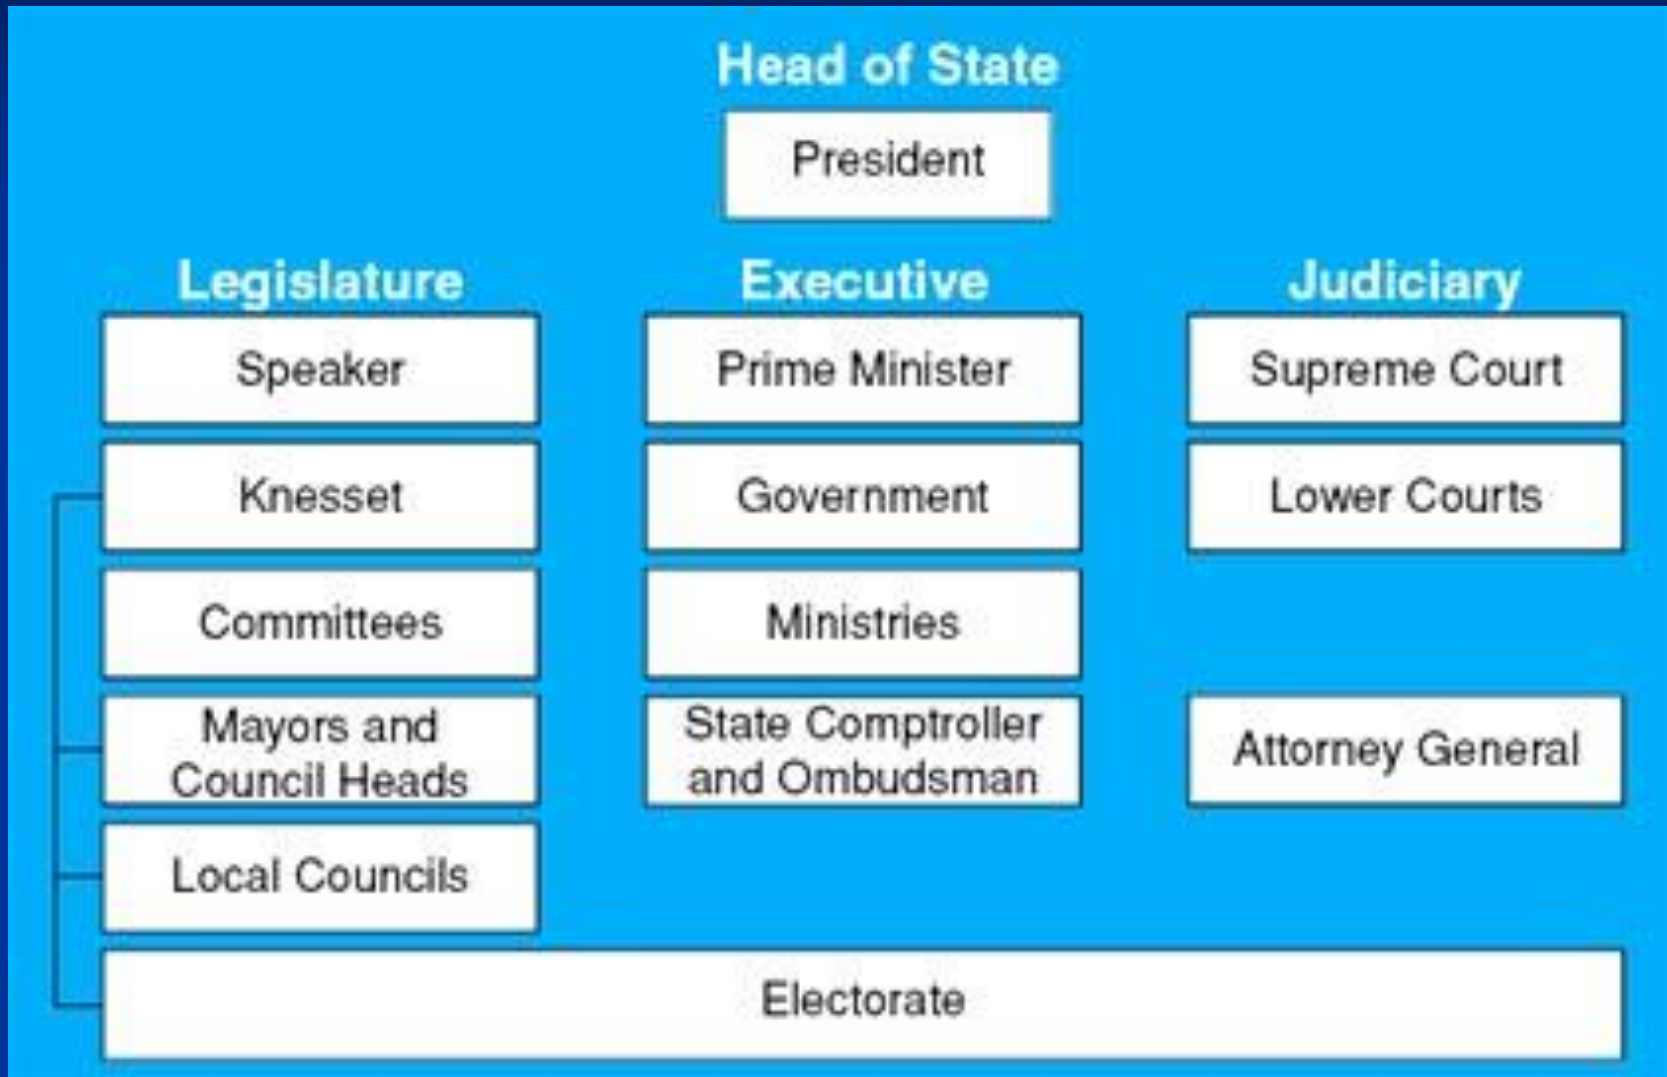 Head of State
President
Legislature
Executive
Judiciary
Speaker
Prime Minister
Supreme Court
Knesset
Government
Lower Courts
Committees
Ministries
Mayors and
Council Heads
State Comptroller
and Ombudsman
Attorney General
Local Councils
Electorate